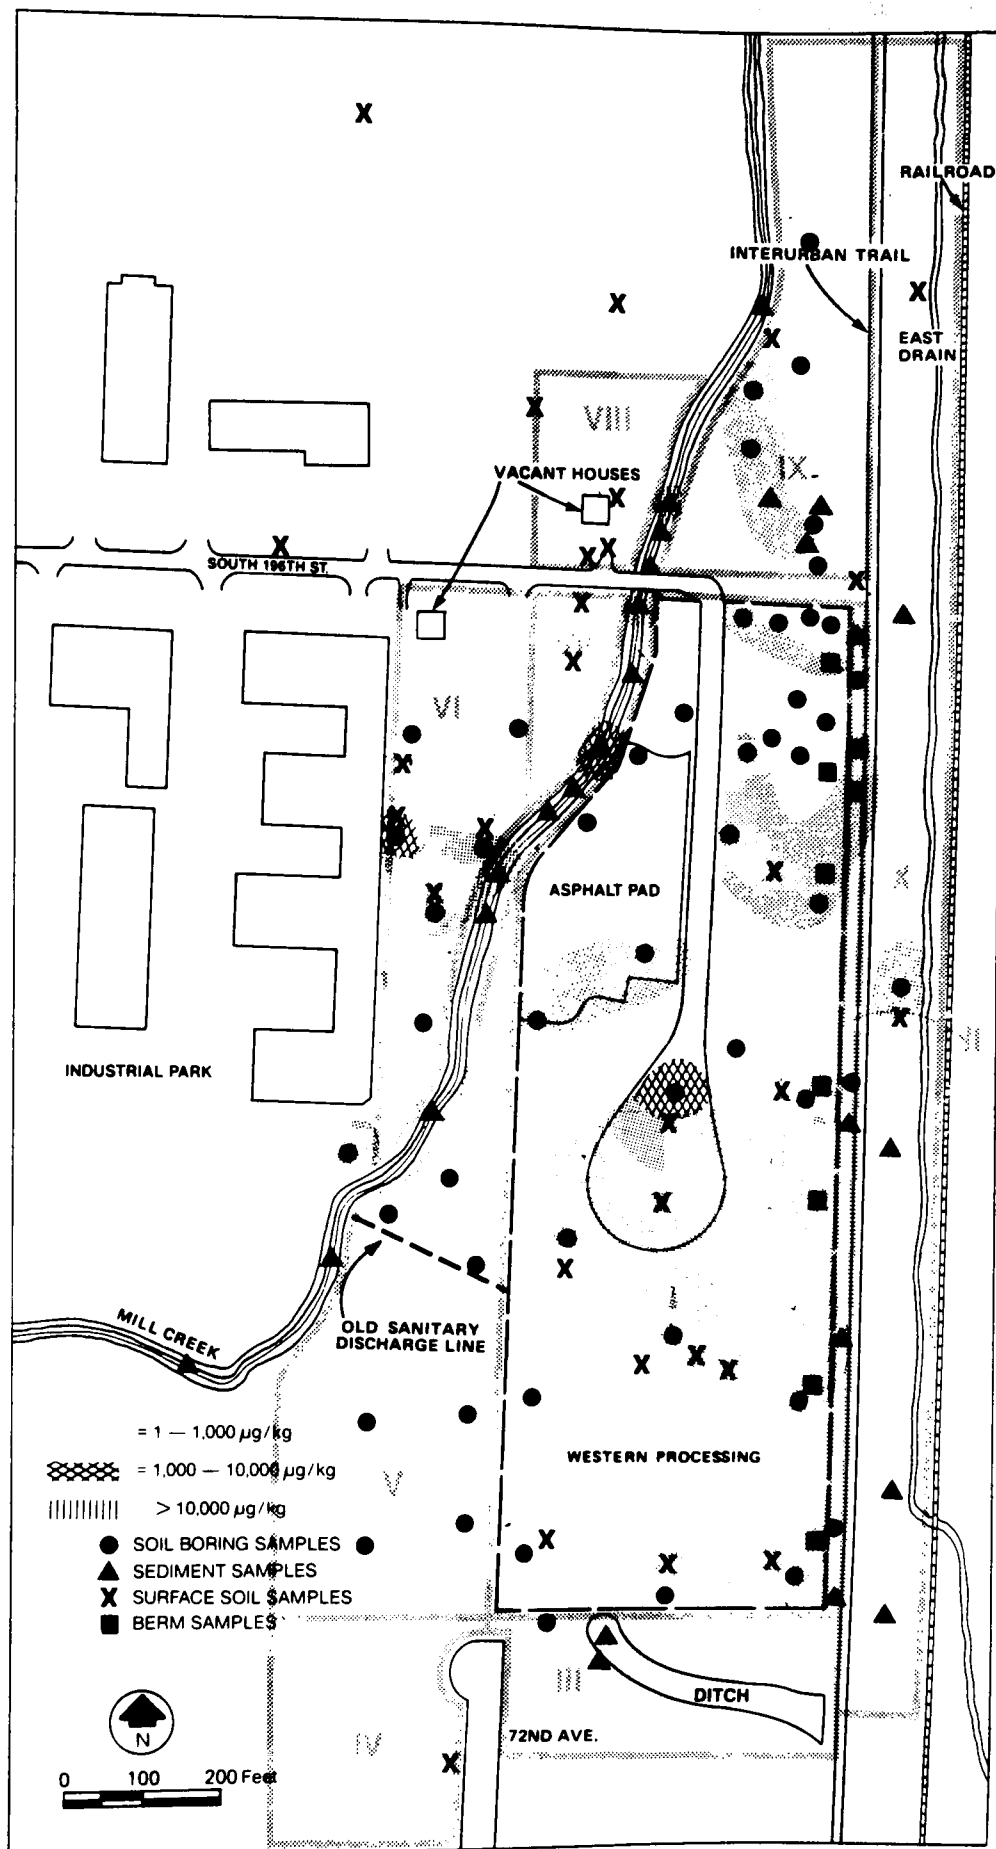 RAILROAD
INTERURBAN TRAIL
EAST
DRAIN
VIII
VACANT HOUSES
IX
SOUTH 196TH ST.
VI
X
ASPHALT PAD
INDUSTRIAL PARK
I
MILL CREEK
OLD SANITARY
DISCHARGE LINE
= 1 — 1,000 µg/kg
= 1,000 — 10,000 µg/kg
> 10,000 µg/kg
WESTERN PROCESSING
V
SOIL BORING SAMPLES
SEDIMENT SAMPLES
SURFACE SOIL SAMPLES
BERM SAMPLES
III
DITCH
72ND AVE.
IV
N
0 100 200 Feet